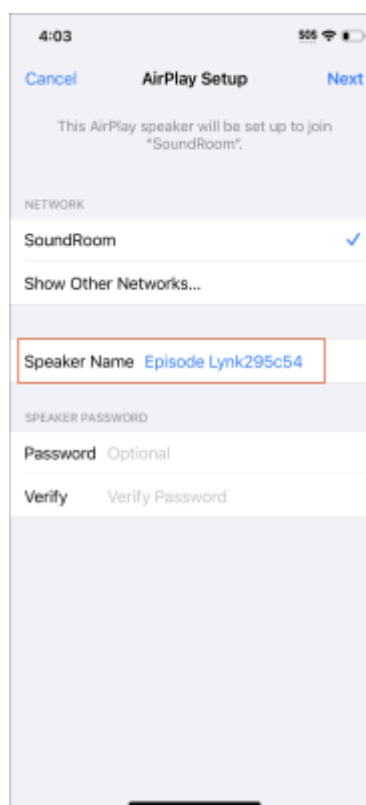 4:03 SOS
Cancel AirPlay Setup Next
This AirPlay speaker will be set up to join
"SoundRoom".
NETWORK
SoundRoom
Show Other Networks...
Speaker Name Episode Lynk295c54
SPEAKER PASSWORD
Password Optional
Verify Verify Password